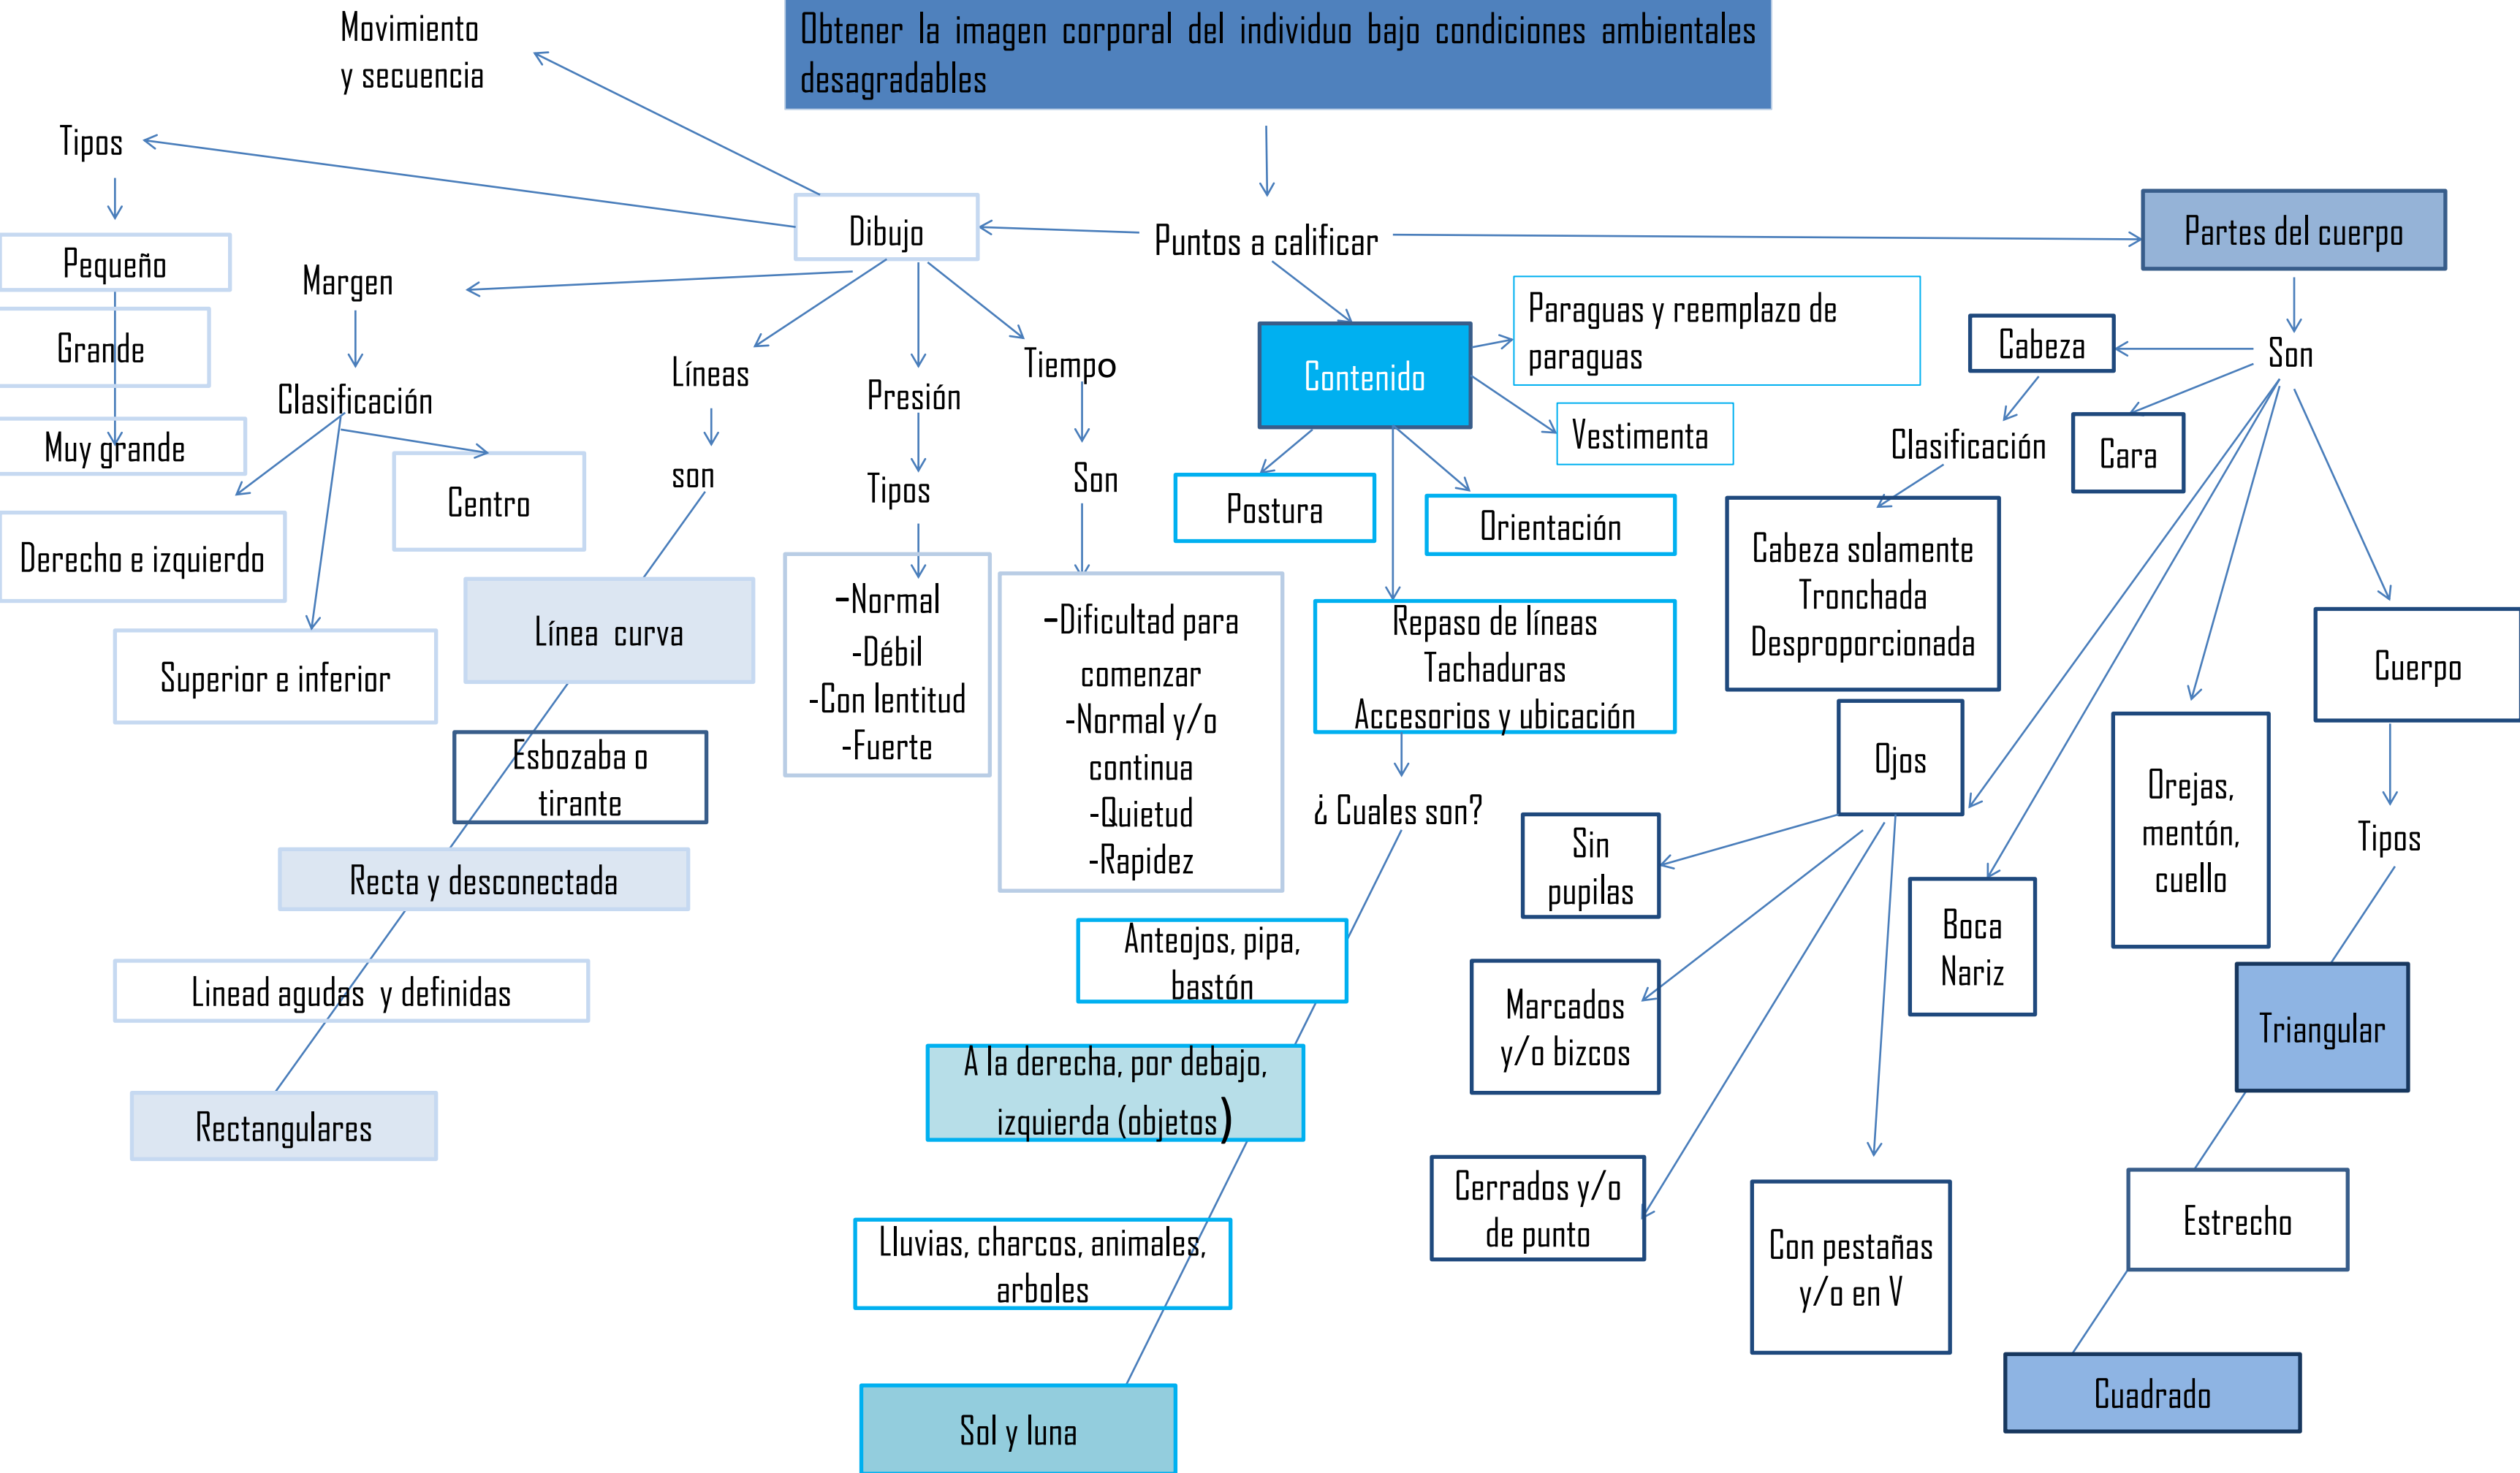 Obtener la imagen corporal del individuo bajo condiciones ambientales
desagradables
Movimiento
y secuencia
Tipos
Pequeño
Grande
Muy grande
Dibujo
Puntos a calificar
Partes del cuerpo
Margen
Clasificación
Derecho e izquierdo
Centro
Superior e inferior
Líneas
son
Línea curva
Esbozaba o
tirante
Recta y desconectada
Linead agudas y definidas
Rectangulares
Presión
Tipos
-Normal
-Débil
-Con lentitud
-Fuerte
Tiempo
Son
-Dificultad para
comenzar
-Normal y/o
continua
-Quietud
-Rapidez
Contenido
Paraguas y reemplazo de
paraguas
Vestimenta
Postura
Orientación
Repaso de líneas
Tachaduras
Accesorios y ubicación
¿ Cuales son?
Anteojos, pipa,
bastón
A la derecha, por debajo,
izquierda (objetos)
Lluvias, charcos, animales,
arboles
Sol y luna
Son
Cabeza
Clasificación
Cabeza solamente
Tronchada
Desproporcionada
Cara
Ojos
Sin
pupilas
Marcados
y/o bizcos
Cerrados y/o
de punto
Con pestañas
y/o en V
Boca
Nariz
Orejas,
mentón,
cuello
Cuerpo
Tipos
Triangular
Estrecho
Cuadrado